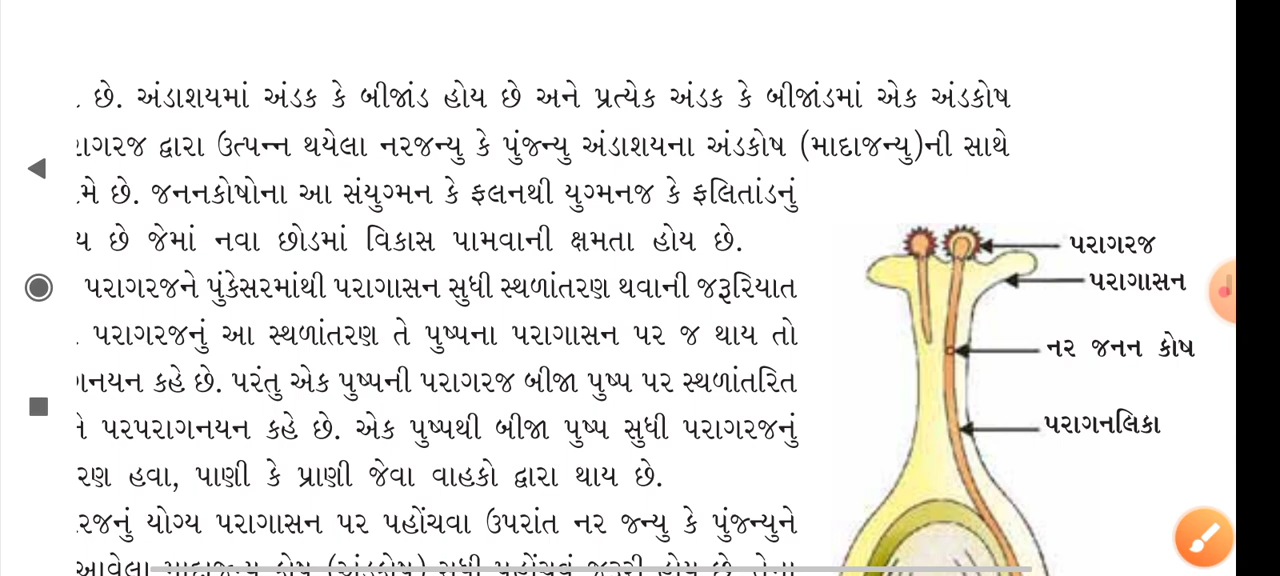 છે. અંડાશયમાં અંડક કે બીજાંડ હોય છે અને પ્રત્યેક અંડક કે બીજાંડમાં એક અંડકોષ
દ્વારા ઉત્પન્ન થયેલા નરજન્યુ કે પુંજન્યુ અંડાશયના અંડકોષ (માદાજન્યુ)ની સાથે
છે. જનનકોષોના આ સંયુગ્મન કે ફલનથી યુગ્મનજ કે ફલિતાંડનું
ય છે જેમાં નવા છોડમાં વિકાસ પામવાની ક્ષમતા હોય છે.
પરાગરજને પુંકેસરમાંથી પરાગાસન સુધી સ્થળાંતરણ થવાની જરૂરિયાત
પરાગરજનું આ સ્થળાંતરણ તે પુષ્પના પરાગાસન પર જ થાય તો
ગનયન કહે છે. પરંતુ એક પુષ્પની પરાગરજ બીજા પુષ્પ પર સ્થળાંતરિત
પરપરાગનયન કહે છે. એક પુષ્પથી બીજા પુષ્પ સુધી પરાગરજનું
રણ હવા, પાણી કે પ્રાણી જેવા વાહકો દ્વારા થાય છે.
રજનું યોગ્ય પરાગાસન પર પહોંચવા ઉપરાંત નર જન્યુ કે પુંજન્યુને
પરાગરજ
પરાગાસન
નર જનન કોષ
પરાગનલિકા